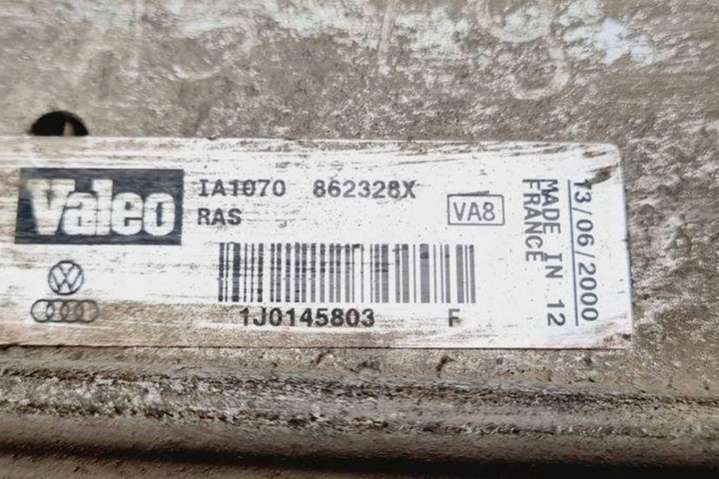 Valeo
IA1070 862328X
RAS
VA8
1J0145803 F
MADE IN 12
FRANCE
13/06/2000